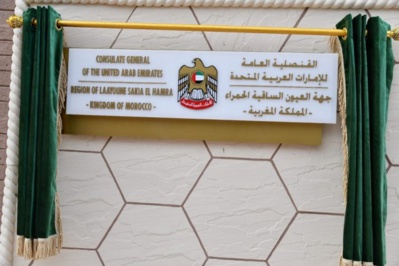 CONSULATE GENERAL
OF THE UNITED ARAB EMIRATES
REGION OF LAAYOUNE SAKIA EL HAMRA
- KINGDOM OF MOROCCO -
القنصلية العامة
للإمارات العربية المتحدة
جهة العيون الساقية الحمراء
- المملكة المغربية -